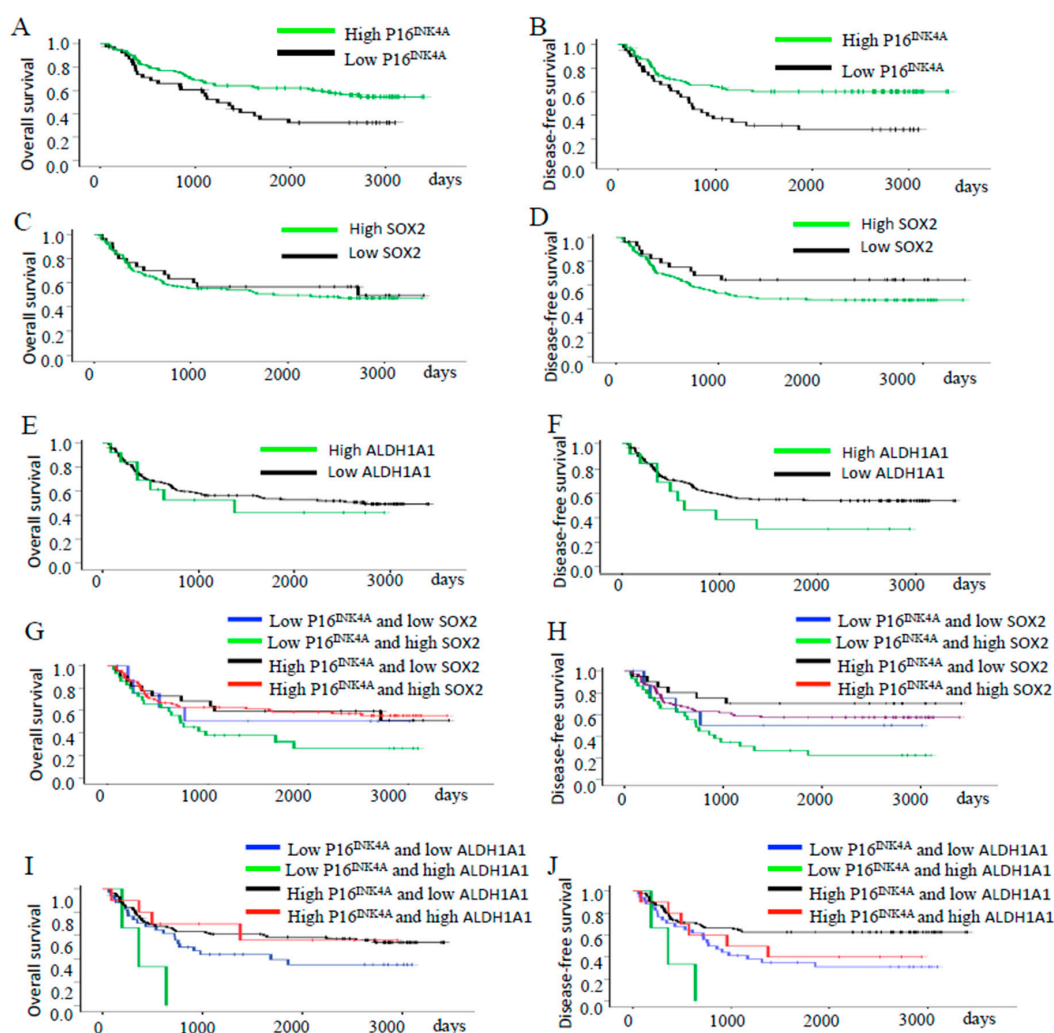 A
High P16INK4A
Low P16INK4A
Overall survival
1.0
0.8
0.6
0.4
0.2
0.0
0 1000 2000 3000 days
B
High P16INK4A
Low P16INK4A
Disease-free survival
1.0
0.8
0.6
0.4
0.2
0.0
0 1000 2000 3000 days
C
High SOX2
Low SOX2
Overall survival
1.0
0.8
0.6
0.4
0.2
0.0
0 1000 2000 3000 days
D
High SOX2
Low SOX2
Disease-free survival
1.0
0.8
0.6
0.4
0.2
0.0
0 1000 2000 3000 days
E
High ALDH1A1
Low ALDH1A1
Overall survival
1.0
0.8
0.6
0.4
0.2
0.0
0 1000 2000 3000 days
F
High ALDH1A1
Low ALDH1A1
Disease-free survival
1.0
0.8
0.6
0.4
0.2
0.0
0 1000 2000 3000 days
G
Low P16INK4A and low SOX2
Low P16INK4A and high SOX2
High P16INK4A and low SOX2
High P16INK4A and high SOX2
Overall survival
1.0
0.8
0.6
0.4
0.2
0.0
0 1000 2000 3000 days
H
Low P16INK4A and low SOX2
Low P16INK4A and high SOX2
High P16INK4A and low SOX2
High P16INK4A and high SOX2
Disease-free survival
1.0
0.8
0.6
0.4
0.2
0.0
0 1000 2000 3000 days
I
Low P16INK4A and low ALDH1A1
Low P16INK4A and high ALDH1A1
High P16INK4A and low ALDH1A1
High P16INK4A and high ALDH1A1
Overall survival
1.0
0.8
0.6
0.4
0.2
0.0
0 1000 2000 3000 days
J
Low P16INK4A and low ALDH1A1
Low P16INK4A and high ALDH1A1
High P16INK4A and low ALDH1A1
High P16INK4A and high ALDH1A1
Disease-free survival
1.0
0.8
0.6
0.4
0.2
0.0
0 1000 2000 3000 days